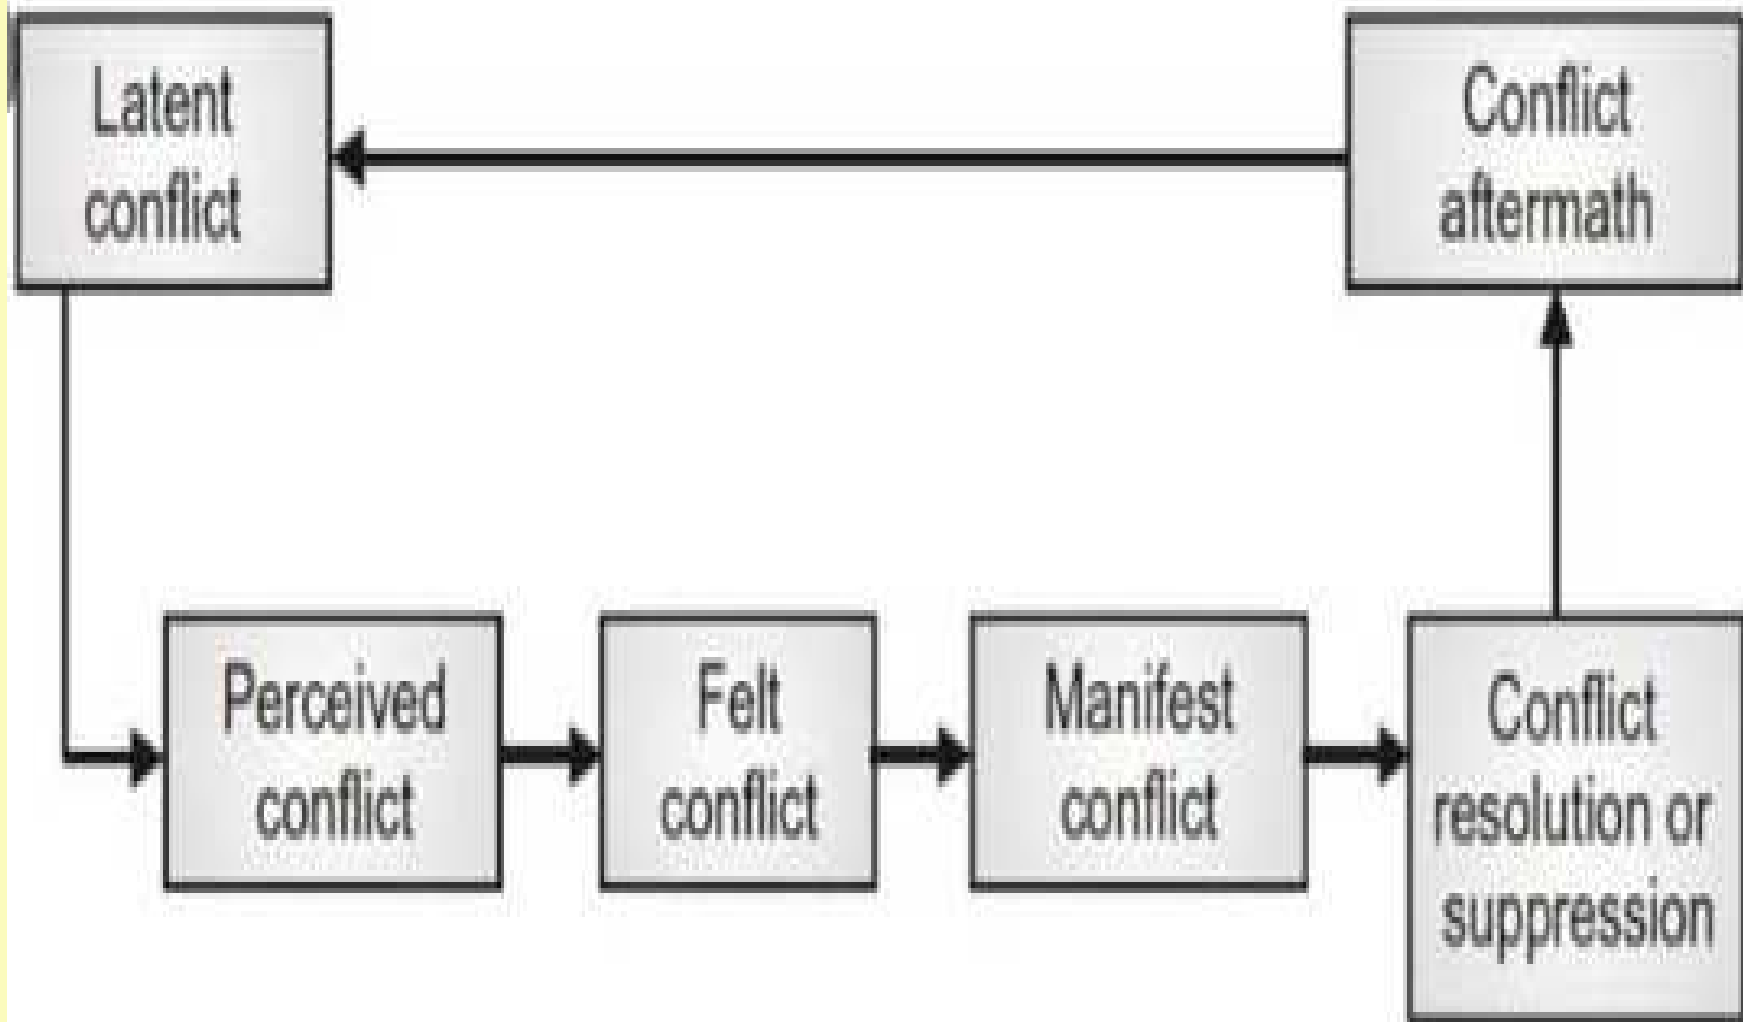 Latent
conflict
Conflict
aftermath
Perceived
conflict
Felt
conflict
Manifest
conflict
Conflict
resolution or
suppression